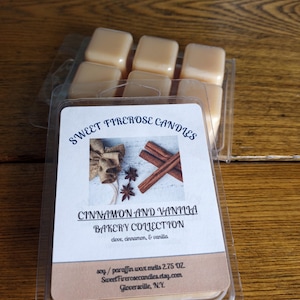 SWEET FIREROSE CANDLES
CINNAMON AND VANILLA
BAKERY COLLECTION
clove, cinnamon, & vanilla
soy / paraffin wax melts 2.75 OZ.
SweetFirerosecandles.etsy.com
Gloversville, N.Y.